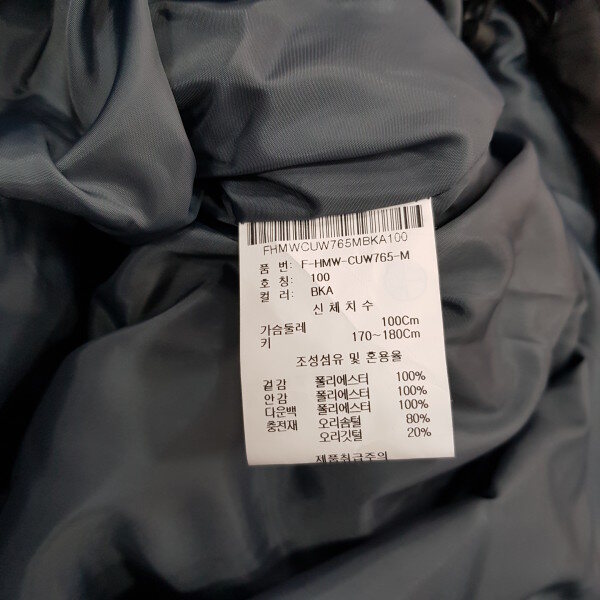 FHMWCUW765MBKA100
품 번: F-HMW-CUW765-M
호 칭: 100
컬 러: BKA
신체치수
가슴둘레 100Cm
키 170~180Cm
조성섬유 및 혼용율
겉감 폴리에스터 100%
안감 폴리에스터 100%
다운백 폴리에스터 100%
충전재 오리솜털 80%
오리깃털 20%
제품취급주의